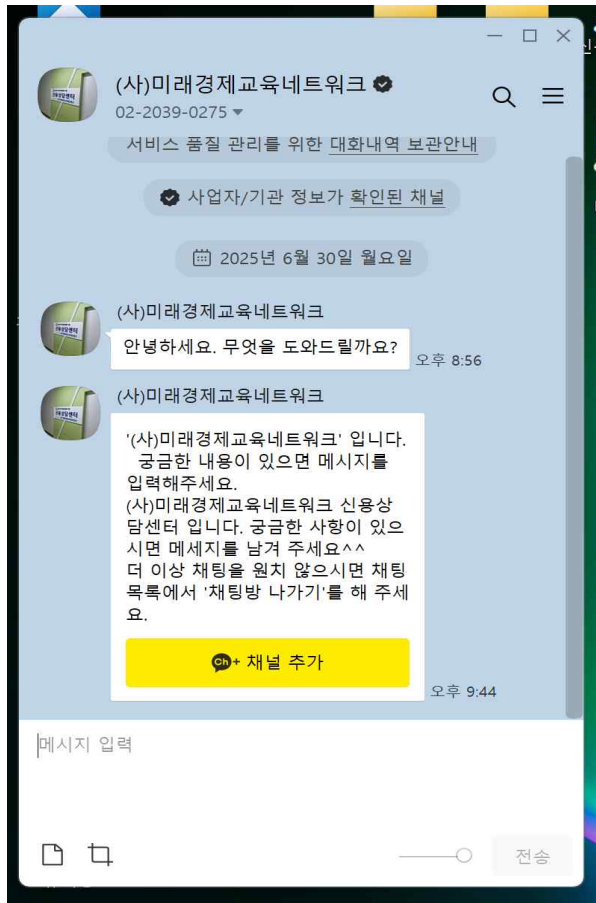 (사)미래경제교육네트워크
02-2039-0275
서비스 품질 관리를 위한 대화내역 보관안내
사업자/기관 정보가 확인된 채널
2025년 6월 30일 월요일
(사)미래경제교육네트워크
안녕하세요. 무엇을 도와드릴까요?
오후 8:56
(사)미래경제교육네트워크
'(사)미래경제교육네트워크' 입니다.
궁금한 내용이 있으면 메시지를
입력해주세요.
(사)미래경제교육네트워크 신용상
담센터 입니다. 궁금한 사항이 있으
시면 메세지를 남겨 주세요^^
더 이상 채팅을 원치 않으시면 채팅
목록에서 '채팅방 나가기'를 해 주세
요.
Ch+ 채널 추가
오후 9:44
메시지 입력
전송